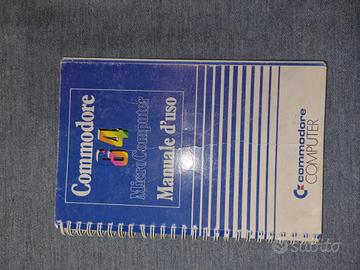 Commodore
64
MicroComputer
Manuale d'uso
commodore
COMPUTER
subito